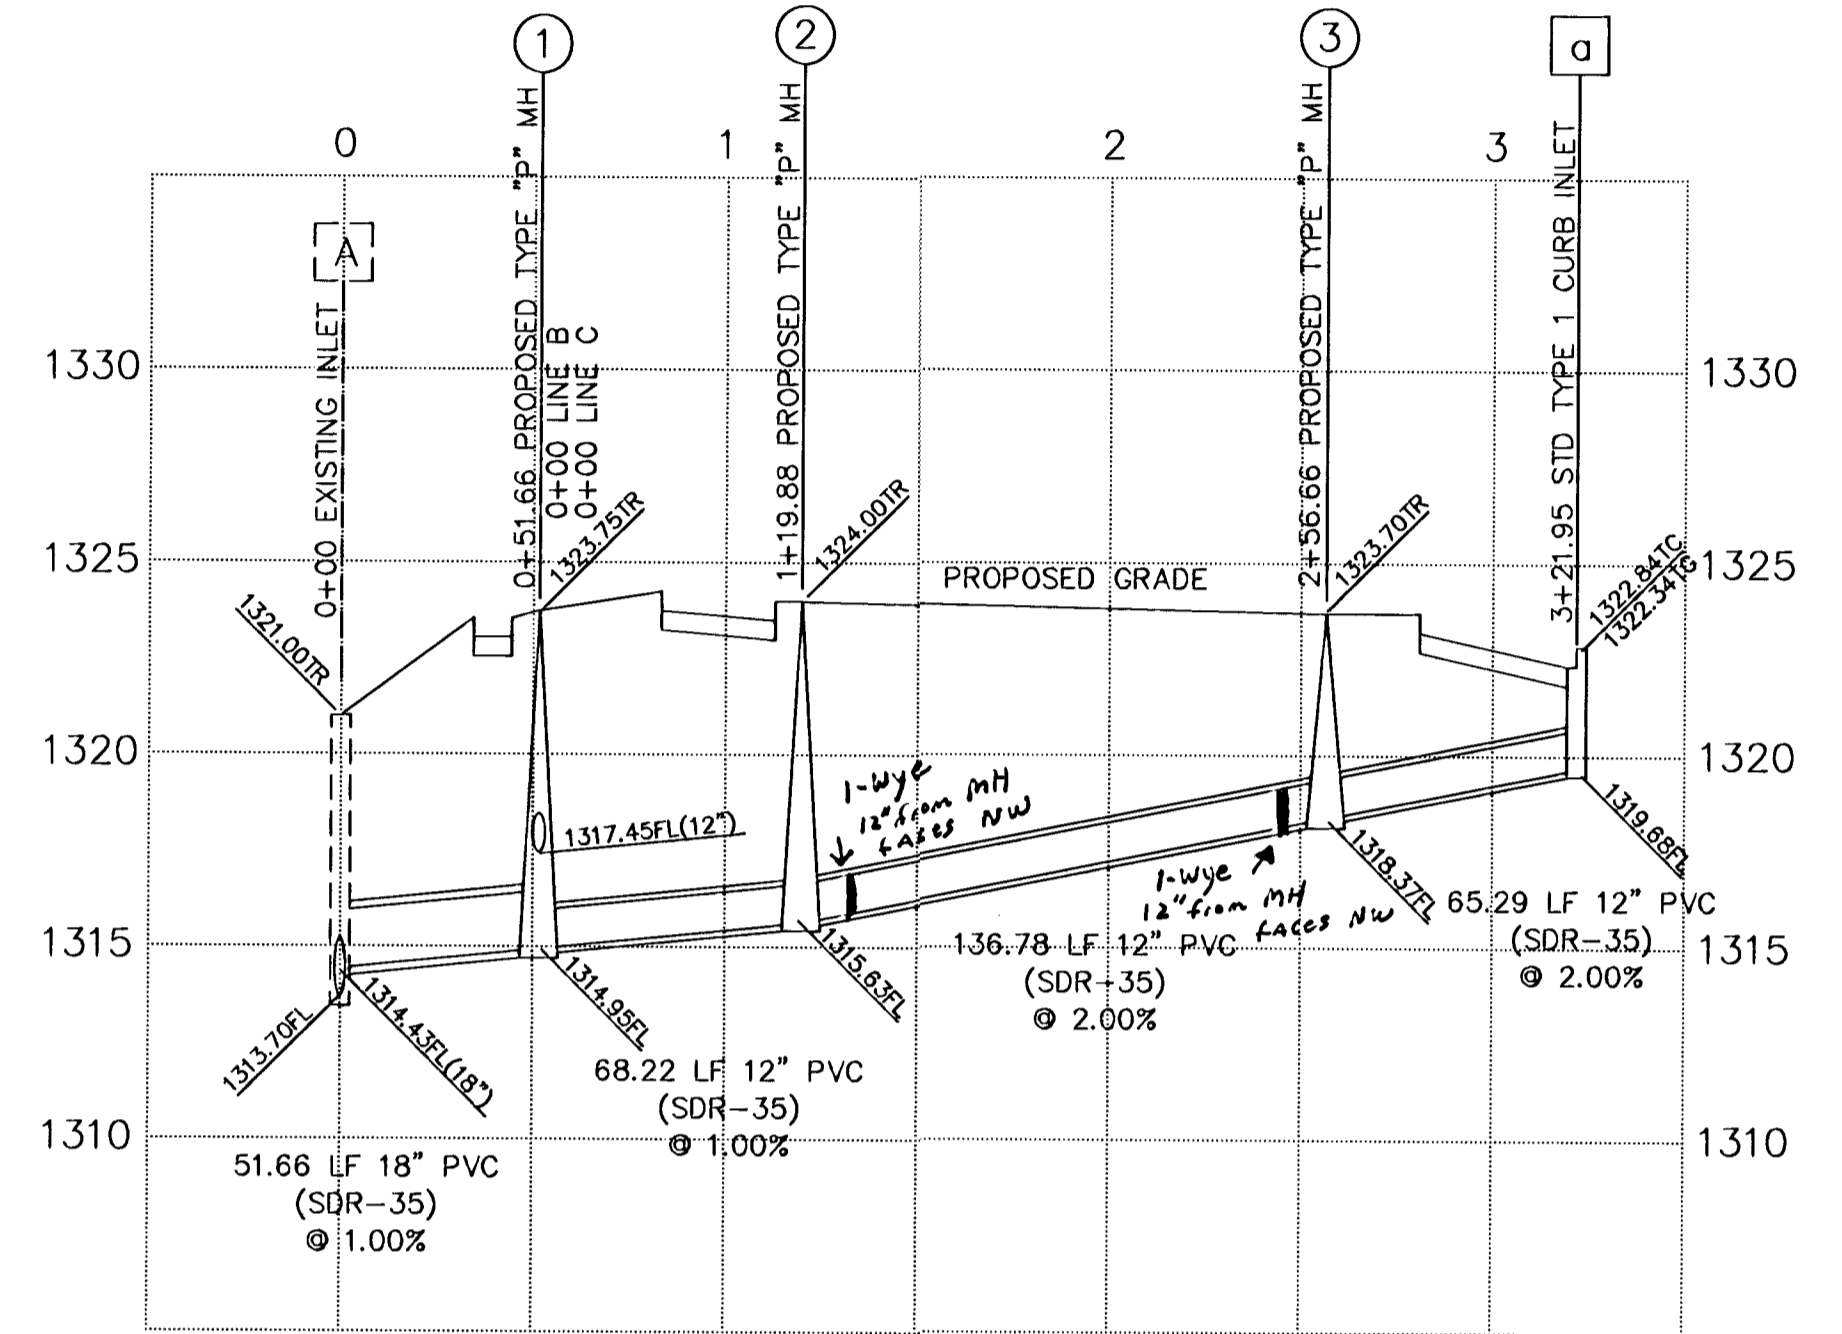 1
2
3
a
0
1
2
3
A
0+00 EXISTING INLET
0+51.66 PROPOSED TYPE "P" MH
0+00 LINE B
0+00 LINE C
1+19.88 PROPOSED TYPE "P" MH
2+56.66 PROPOSED TYPE "P" MH
3+21.95 STD TYPE 1 CURB INLET
1330
1330
1325
1325
1320
1320
1315
1315
1310
1310
1321.00TR
1323.75TR
1324.00TR
PROPOSED GRADE
1323.70TR
1322.84TC
1322.34TG
1317.45FL(12")
1-Wye
12" from MH
fAces NW
1-Wye
12" from MH
fAces NW
1313.70FL
1314.43FL(18")
1314.95FL
1315.63FL
1318.37FL
1319.68FL
51.66 LF 18" PVC
(SDR-35)
@ 1.00%
68.22 LF 12" PVC
(SDR-35)
@ 1.00%
136.78 LF 12" PVC
(SDR-35)
@ 2.00%
65.29 LF 12" PVC
(SDR-35)
@ 2.00%